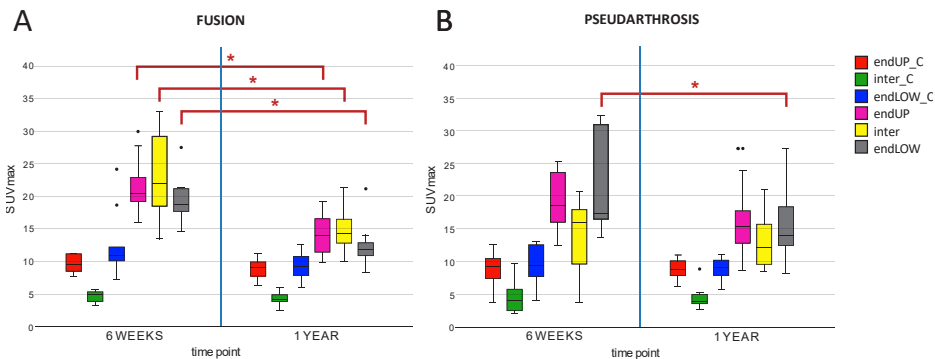 A
FUSION
*
*
*
40
35
30
25
20
15
10
5
0
SUVmax
6 WEEKS
1 YEAR
time point
B
PSEUDARTHROSIS
*
40
35
30
25
20
15
10
5
0
SUVmax
6 WEEKS
1 YEAR
time point
endUP_C
inter_C
endLOW_C
endUP
inter
endLOW